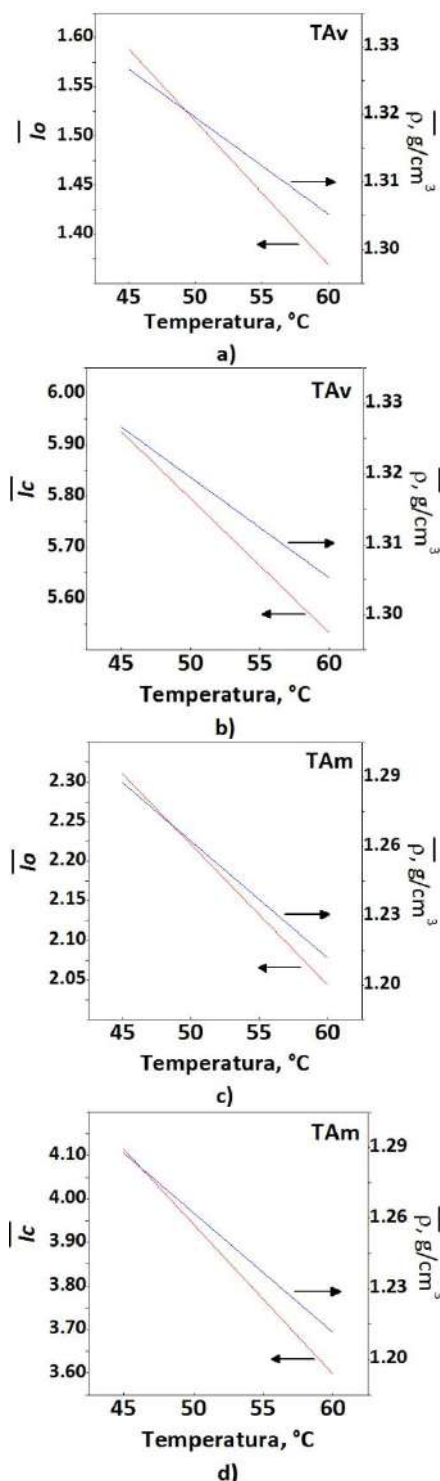 TAv
1.60
1.55
1.50
1.45
1.40
Io
1.33
1.32
1.31
1.30
ρ, g/cm3
45 50 55 60
Temperatura, °C
a)
TAv
6.00
5.90
5.80
5.70
5.60
Ic
1.33
1.32
1.31
1.30
ρ, g/cm3
45 50 55 60
Temperatura, °C
b)
TAm
2.30
2.25
2.20
2.15
2.10
2.05
Io
1.29
1.26
1.23
1.20
ρ, g/cm3
45 50 55 60
Temperatura, °C
c)
TAm
4.10
4.00
3.90
3.80
3.70
3.60
Ic
1.29
1.26
1.23
1.20
ρ, g/cm3
45 50 55 60
Temperatura, °C
d)